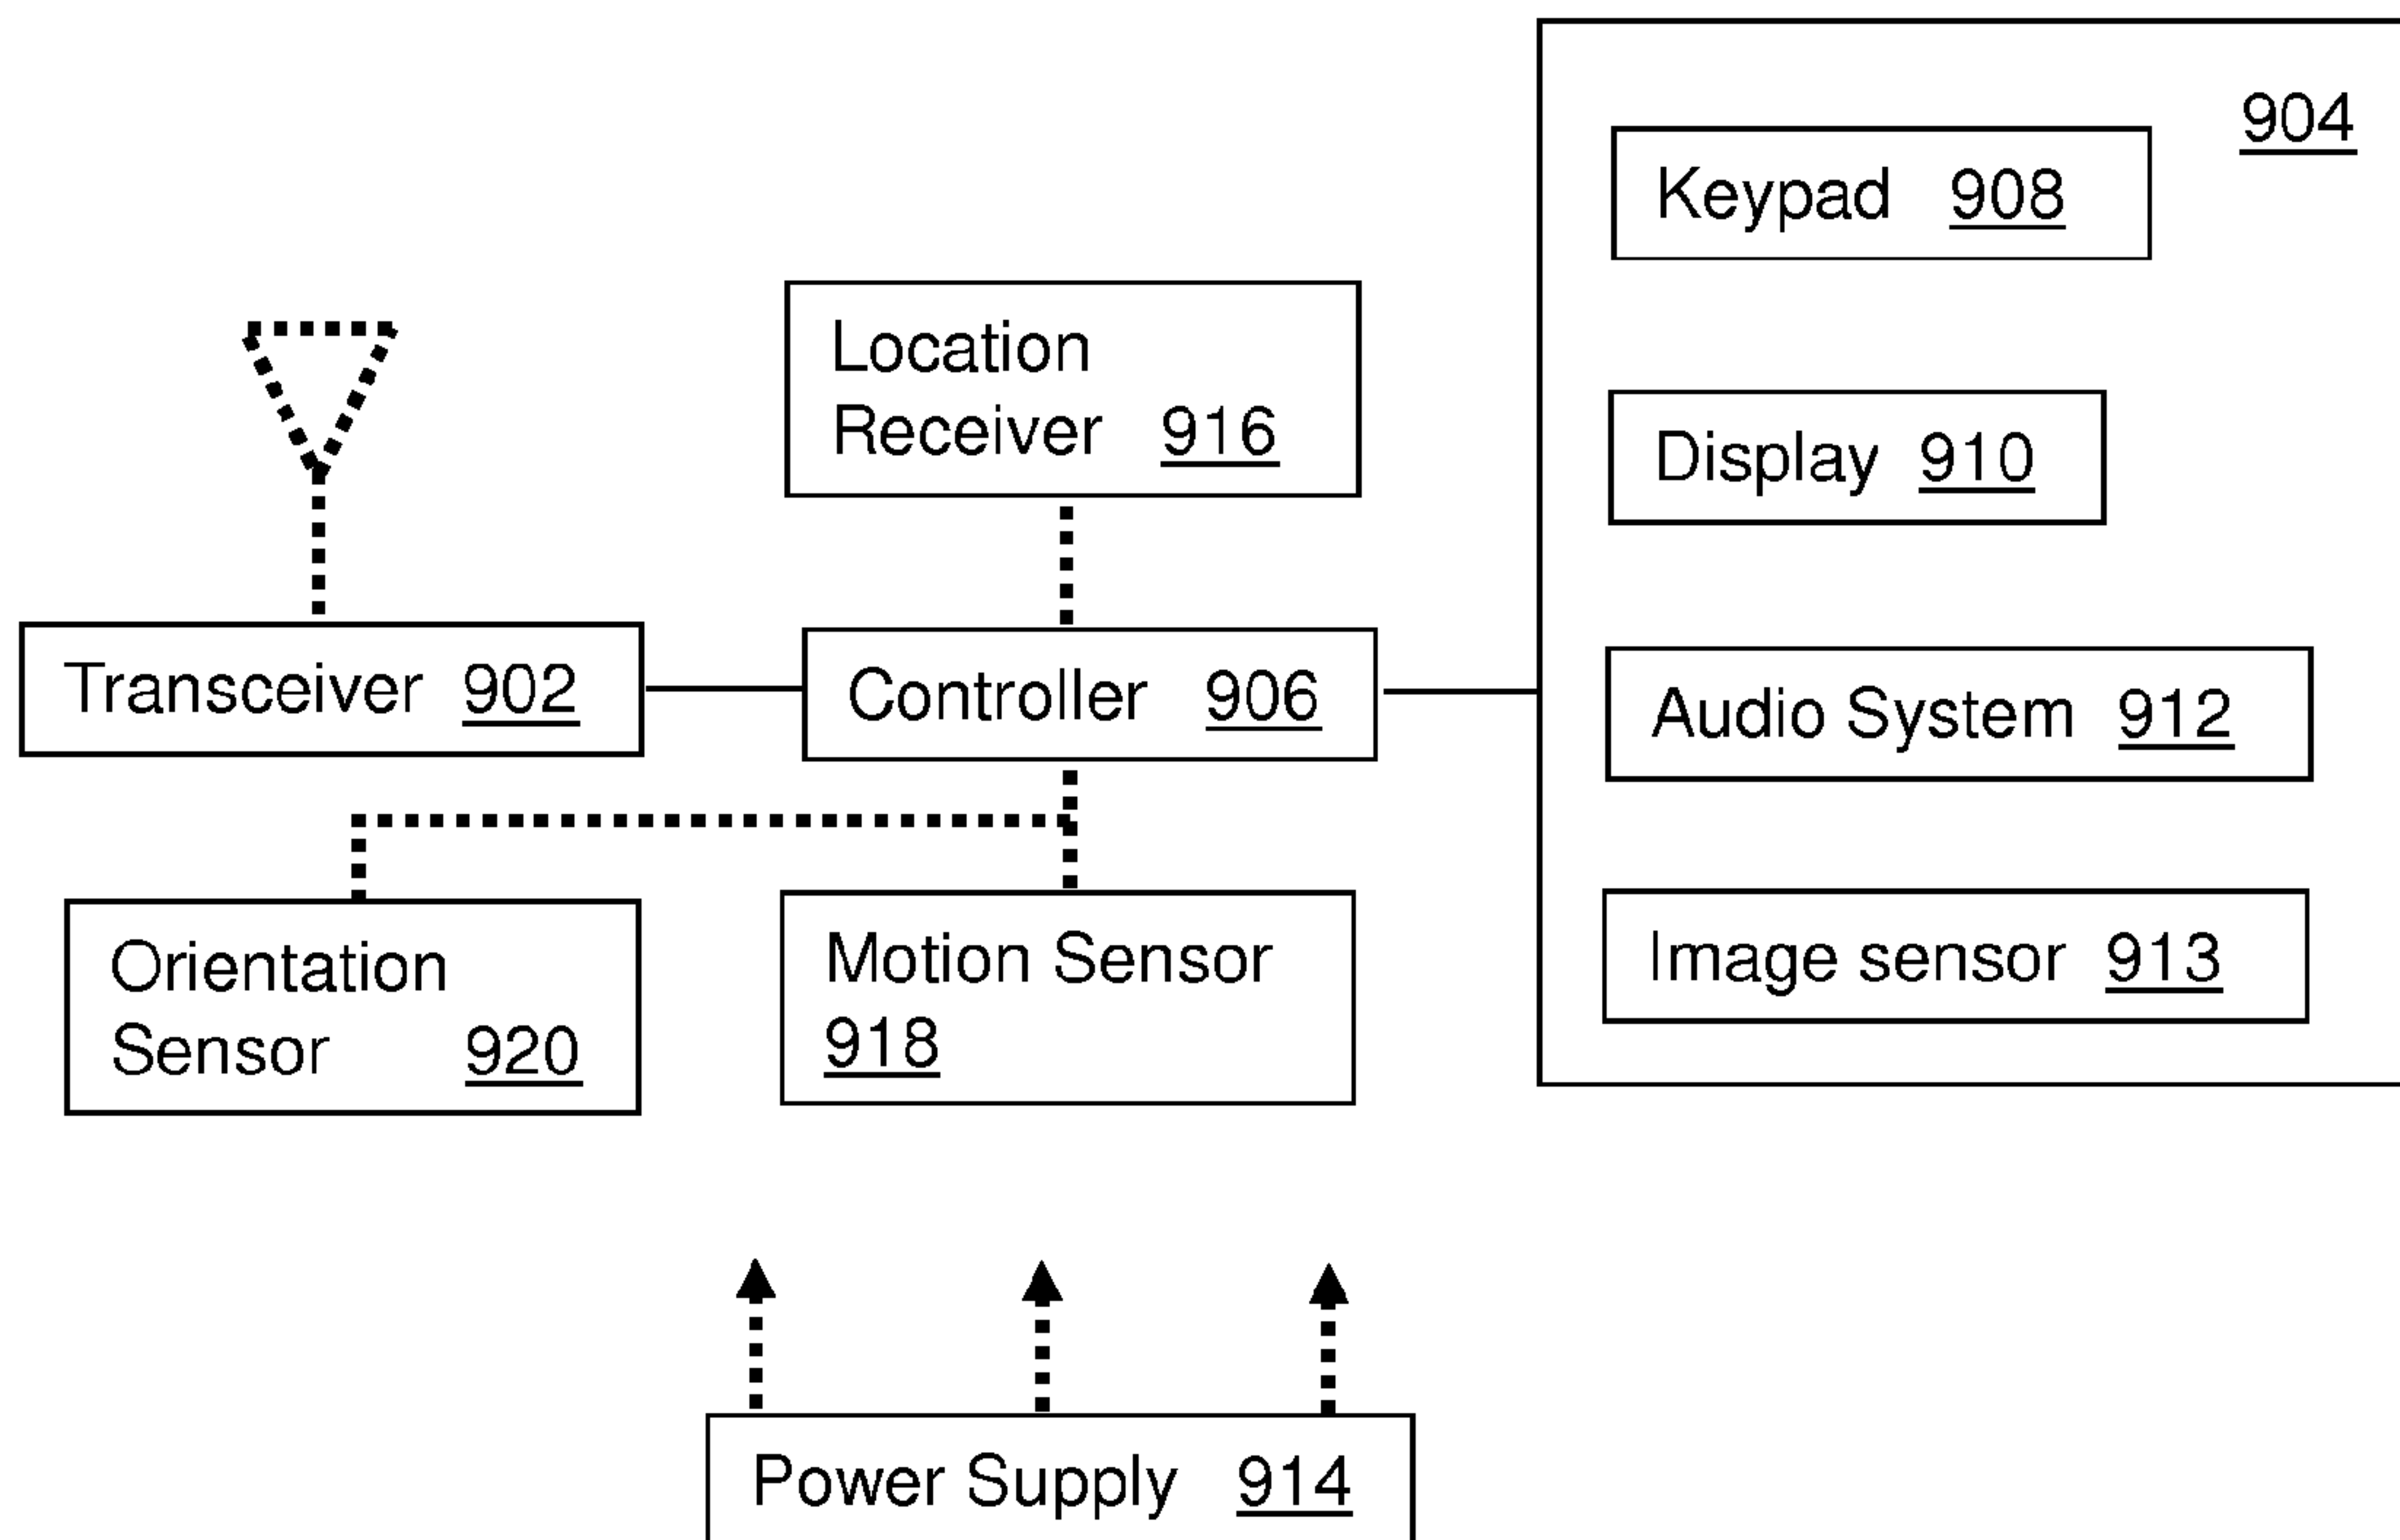 904
Keypad 908
Location
Receiver 916
Display 910
Transceiver 902
Controller 906
Audio System 912
Orientation
Sensor 920
Motion Sensor
918
Image sensor 913
Power Supply 914